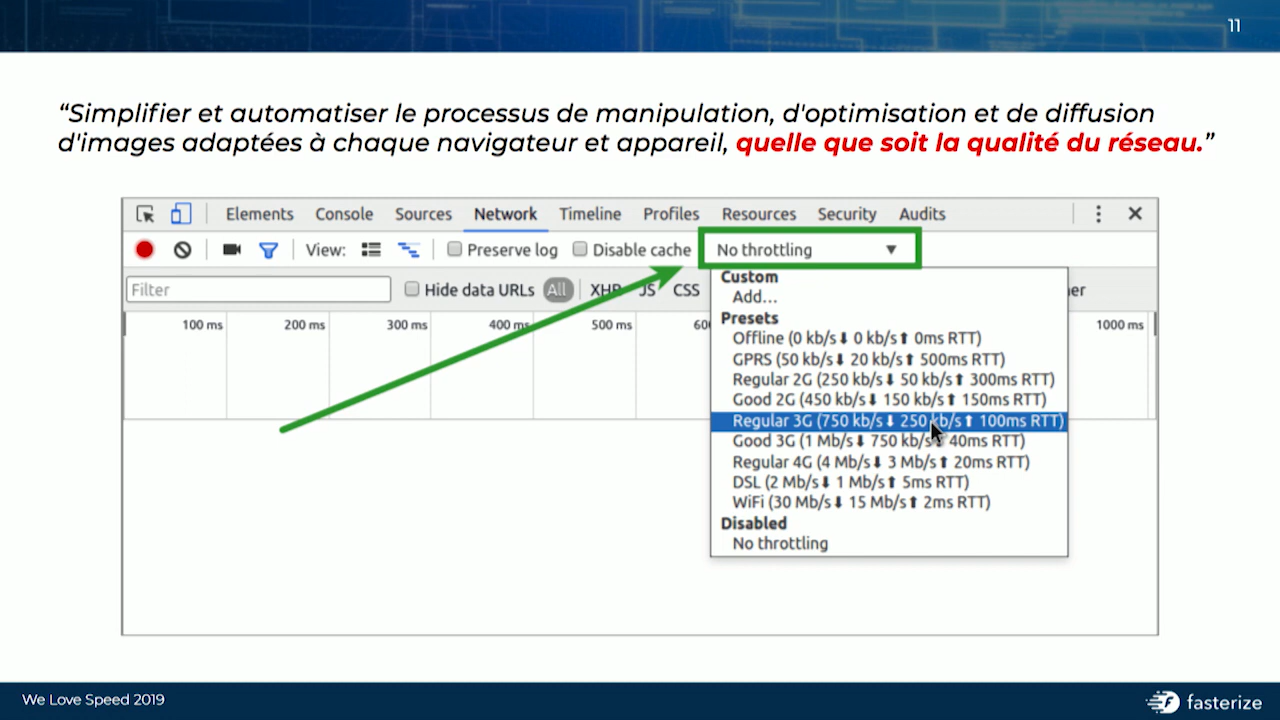 11
“Simplifier et automatiser le processus de manipulation, d'optimisation et de diffusion
d'images adaptées à chaque navigateur et appareil, quelle que soit la qualité du réseau.”
Elements Console Sources Network Timeline Profiles Resources Security Audits
View: Preserve log Disable cache No throttling
Filter Hide data URLs All XHR JS CSS
100 ms 200 ms 300 ms 400 ms 500 ms 1000 ms
Custom
Add...
Presets
Offline (0 kb/s⬇ 0 kb/s⬆ 0ms RTT)
GPRS (50 kb/s⬇ 20 kb/s⬆ 500ms RTT)
Regular 2G (250 kb/s⬇ 50 kb/s⬆ 300ms RTT)
Good 2G (450 kb/s⬇ 150 kb/s⬆ 150ms RTT)
Regular 3G (750 kb/s⬇ 250 kb/s⬆ 100ms RTT)
Good 3G (1 Mb/s⬇ 750 kb/s⬆ 40ms RTT)
Regular 4G (4 Mb/s⬇ 3 Mb/s⬆ 20ms RTT)
DSL (2 Mb/s⬇ 1 Mb/s⬆ 5ms RTT)
WiFi (30 Mb/s⬇ 15 Mb/s⬆ 2ms RTT)
Disabled
No throttling
We Love Speed 2019
fasterize